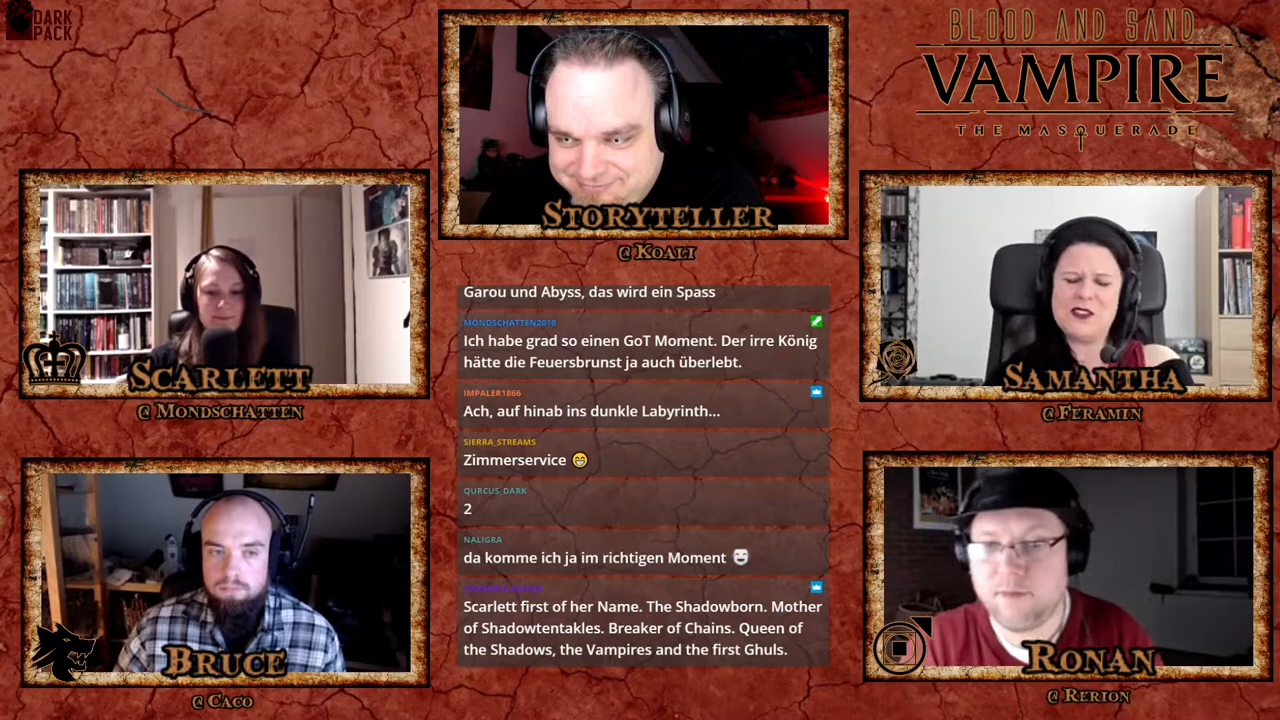 DARK
PACK
BLOOD AND SAND
VAMPIRE
THE MASQUERADE
STORYTELLER
@ KOALI
SCARLETT
@ MONDSCHATTEN
SAMANTHA
@ FERAMIN
Garou und Abyss, das wird ein Spass
MONDSCHATTEN2010
Ich habe grad so einen GoT Moment. Der irre König
hätte die Feuersbrunst ja auch überlebt.
IMPALER1866
Ach, auf hinab ins dunkle Labyrinth...
SIERRA_STREAMS
Zimmerservice 😁
QURCUS_DARK
2
NALIGRA
da komme ich ja im richtigen Moment
Scarlett first of her Name. The Shadowborn. Mother
of Shadowtentakles. Breaker of Chains. Queen of
the Shadows, the Vampires and the first Ghuls.
BRUCE
@ CACO
RONAN
@ RERION